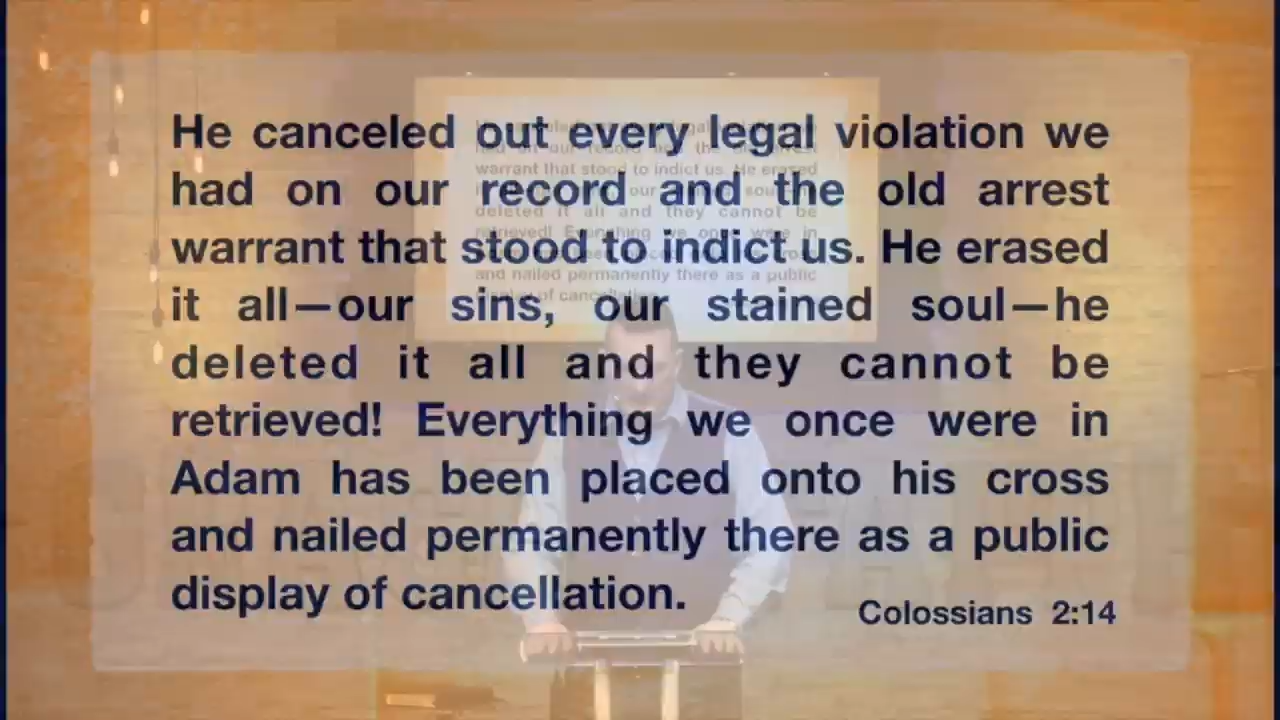 He canceled out every legal violation we
had on our record and the old arrest
warrant that stood to indict us. He erased
it all—our sins, our stained soul—he
deleted it all and they cannot be
retrieved! Everything we once were in
Adam has been placed onto his cross
and nailed permanently there as a public
display of cancellation.
Colossians 2:14